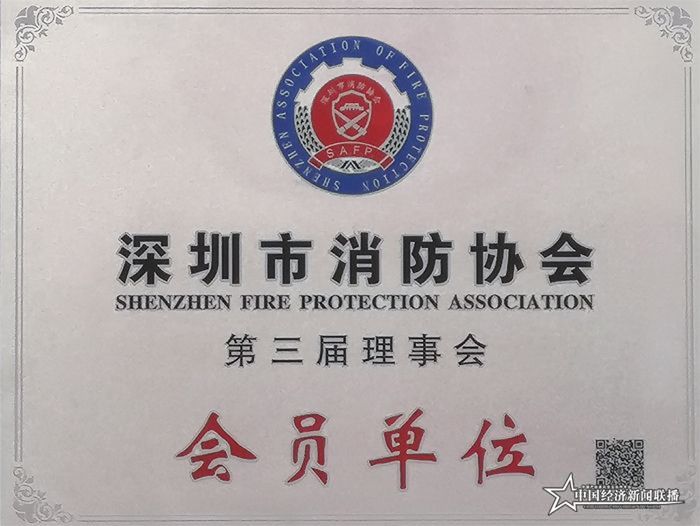 SHENZHEN ASSOCIATION OF FIRE PROTECTION
深圳市消防协会
SAFP
深圳市消防协会
SHENZHEN FIRE PROTECTION ASSOCIATION
第三届理事会
会员单位
中国经济新闻联播